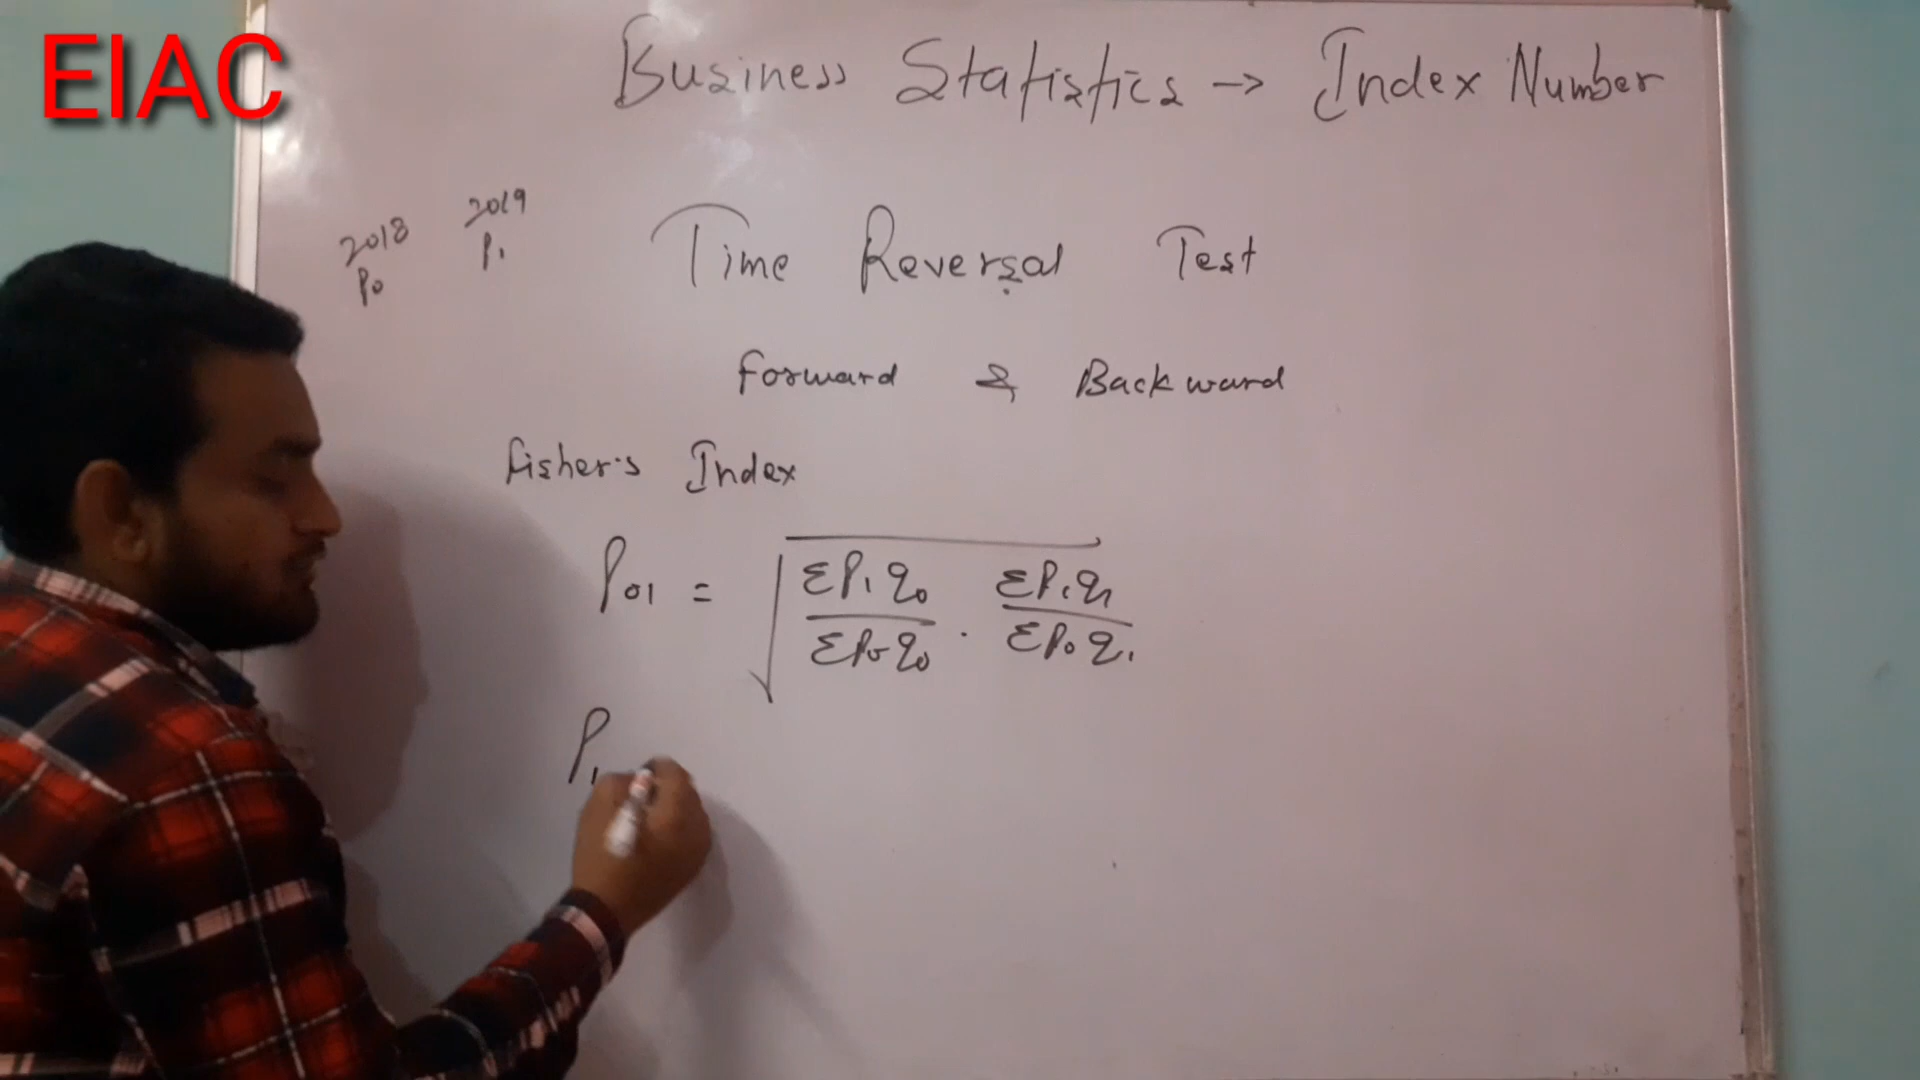 EIAC
Business Statistics → Index Number
2018 2019
P₀ P₁
Time Reversal Test
Forward & Backward
Fisher's Index
P₀₁ = √ ΣP₁q₀ / ΣP₀q₀ . ΣP₁q₁ / ΣP₀q₁
P₁